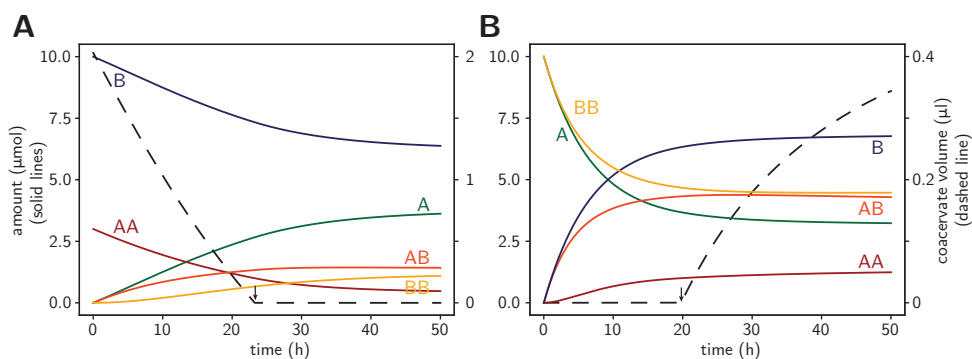 A
B
10.0
7.5
5.0
2.5
0.0
amount (µmol)
(solid lines)
B
AA
A
AB
BB
2
1
0
0
10
20
30
40
50
time (h)
10.0
7.5
5.0
2.5
0.0
BB
A
B
AB
AA
0.4
0.2
0
coacervate volume (µl)
(dashed line)
0
10
20
30
40
50
time (h)